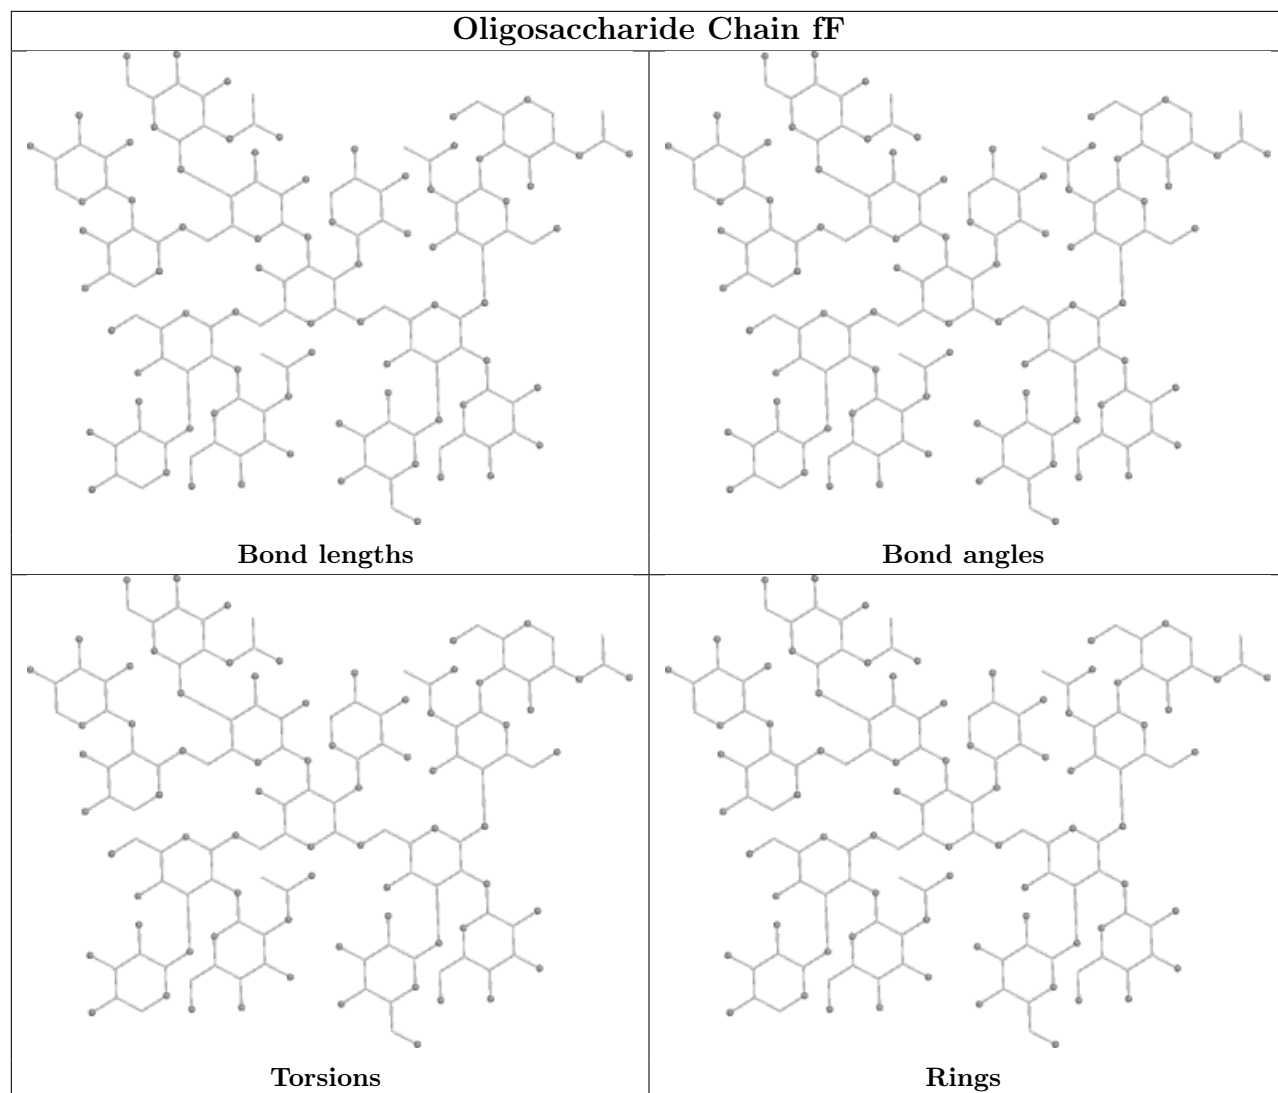 Oligosaccharide Chain fF
Bond lengths
Bond angles
Torsions
Rings